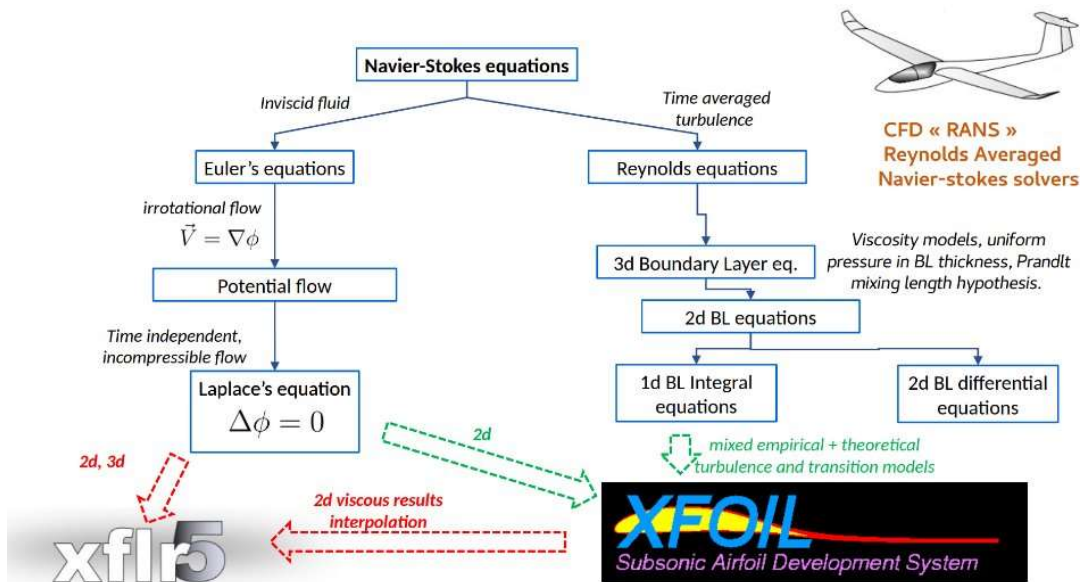 Navier-Stokes equations
Inviscid fluid
Time averaged
turbulence
CFD « RANS »
Reynolds Averaged
Navier-stokes solvers
Euler's equations
Reynolds equations
irrotational flow
V⃗ = ∇ϕ
Viscosity models, uniform
pressure in BL thickness, Prandlt
mixing length hypothesis.
3d Boundary Layer eq.
Potential flow
2d BL equations
Time independent,
incompressible flow
Laplace's equation
Δϕ = 0
1d BL Integral
equations
2d BL differential
equations
2d
mixed empirical + theoretical
turbulence and transition models
2d, 3d
2d viscous results
interpolation
xflr5
XFOIL
Subsonic Airfoil Development System